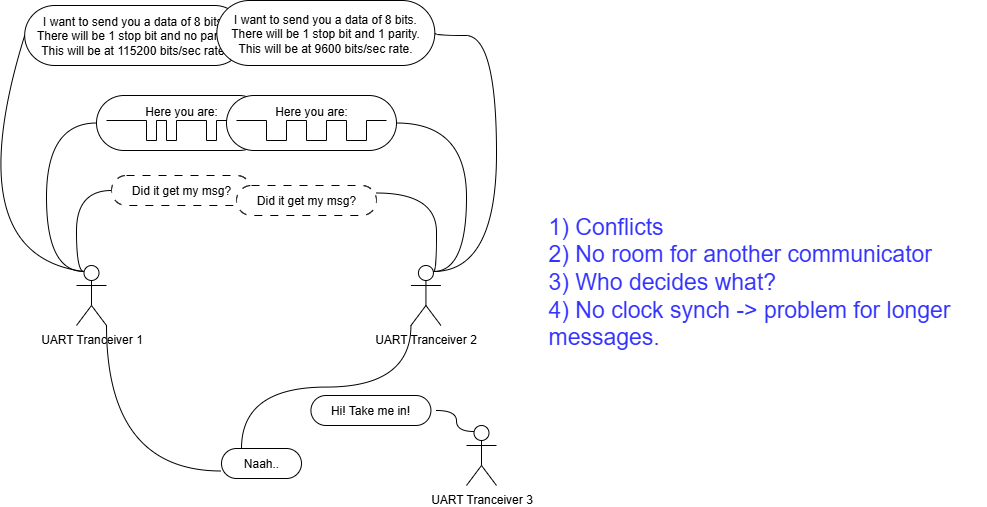 I want to send you a data of 8 bits
There will be 1 stop bit and no par
This will be at 115200 bits/sec rate
I want to send you a data of 8 bits.
There will be 1 stop bit and 1 parity.
This will be at 9600 bits/sec rate.
Here you are:
Here you are:
Did it get my msg?
Did it get my msg?
1) Conflicts
2) No room for another communicator
3) Who decides what?
4) No clock synch -> problem for longer
messages.
UART Tranceiver 1
UART Tranceiver 2
Hi! Take me in!
Naah..
UART Tranceiver 3